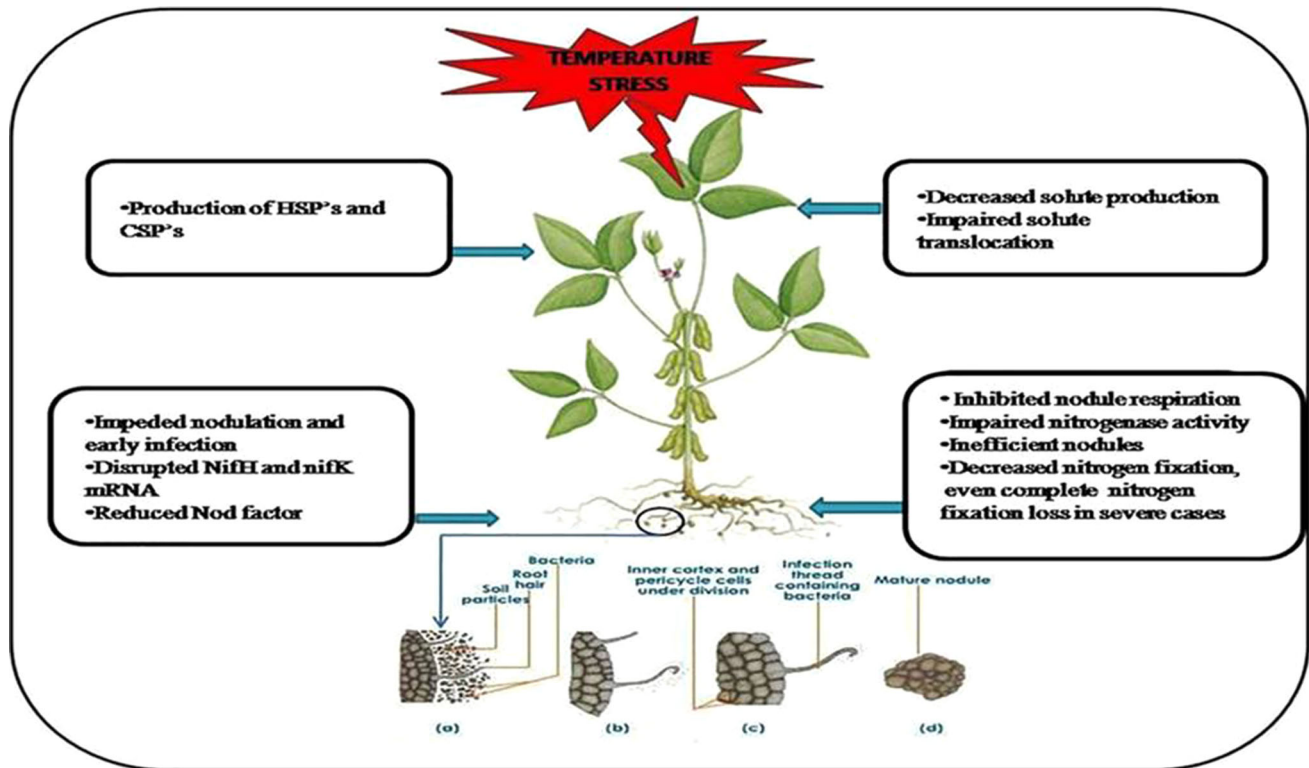 TEMPERATURE
STRESS
•Production of HSP's and
CSP's
•Decreased solute production
•Impaired solute
translocation
•Impeded nodulation and
early infection
•Disrupted NifH and nifK
mRNA
•Reduced Nod factor
• Inhibited nodule respiration
•Impaired nitrogenase activity
•Inefficient nodules
•Decreased nitrogen fixation,
even complete nitrogen
fixation loss in severe cases
Bacteria
Root
hair
Soil
particles
Inner cortex and
pericycle cells
under division
Infection
thread
containing
bacteria
Mature nodule
(a)
(b)
(c)
(d)